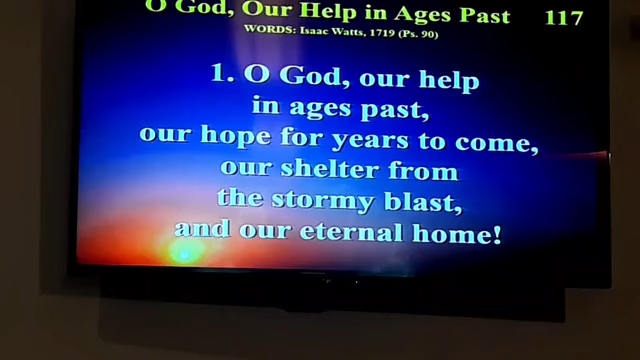 O God, Our Help in Ages Past 117
WORDS: Isaac Watts, 1719 (Ps. 90)
1. O God, our help
in ages past,
our hope for years to come,
our shelter from
the stormy blast,
and our eternal home!